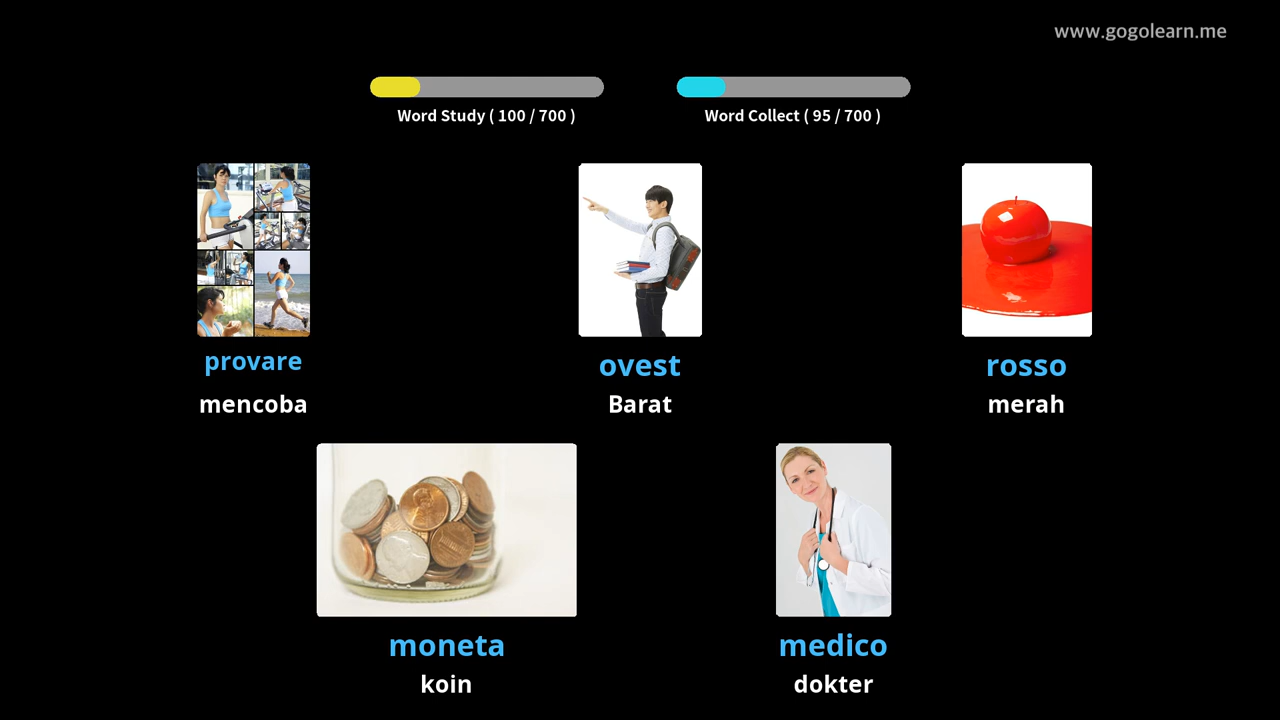 www.gogolearn.me
Word Study ( 100 / 700 )
Word Collect ( 95 / 700 )
provare
mencoba
ovest
Barat
rosso
merah
moneta
koin
medico
dokter